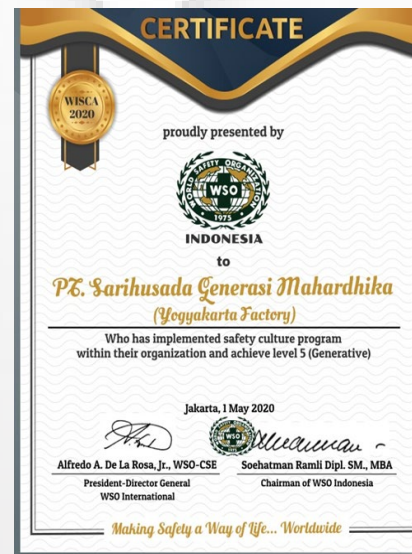 CERTIFICATE
WISCA
2020
proudly presented by
WORLD SAFETY ORGANIZATION
WSO
1975
INDONESIA
to
PT. Sarihusada Generasi Mahardhika
(Yogyakarta Factory)
Who has implemented safety culture program
within their organization and achieve level 5 (Generative)
Jakarta, 1 May 2020
WSO
Alfredo A. De La Rosa, Jr., WSO-CSE
Soehatman Ramli Dipl. SM., MBA
President-Director General
WSO International
Chairman of WSO Indonesia
Making Safety a Way of Life... Worldwide